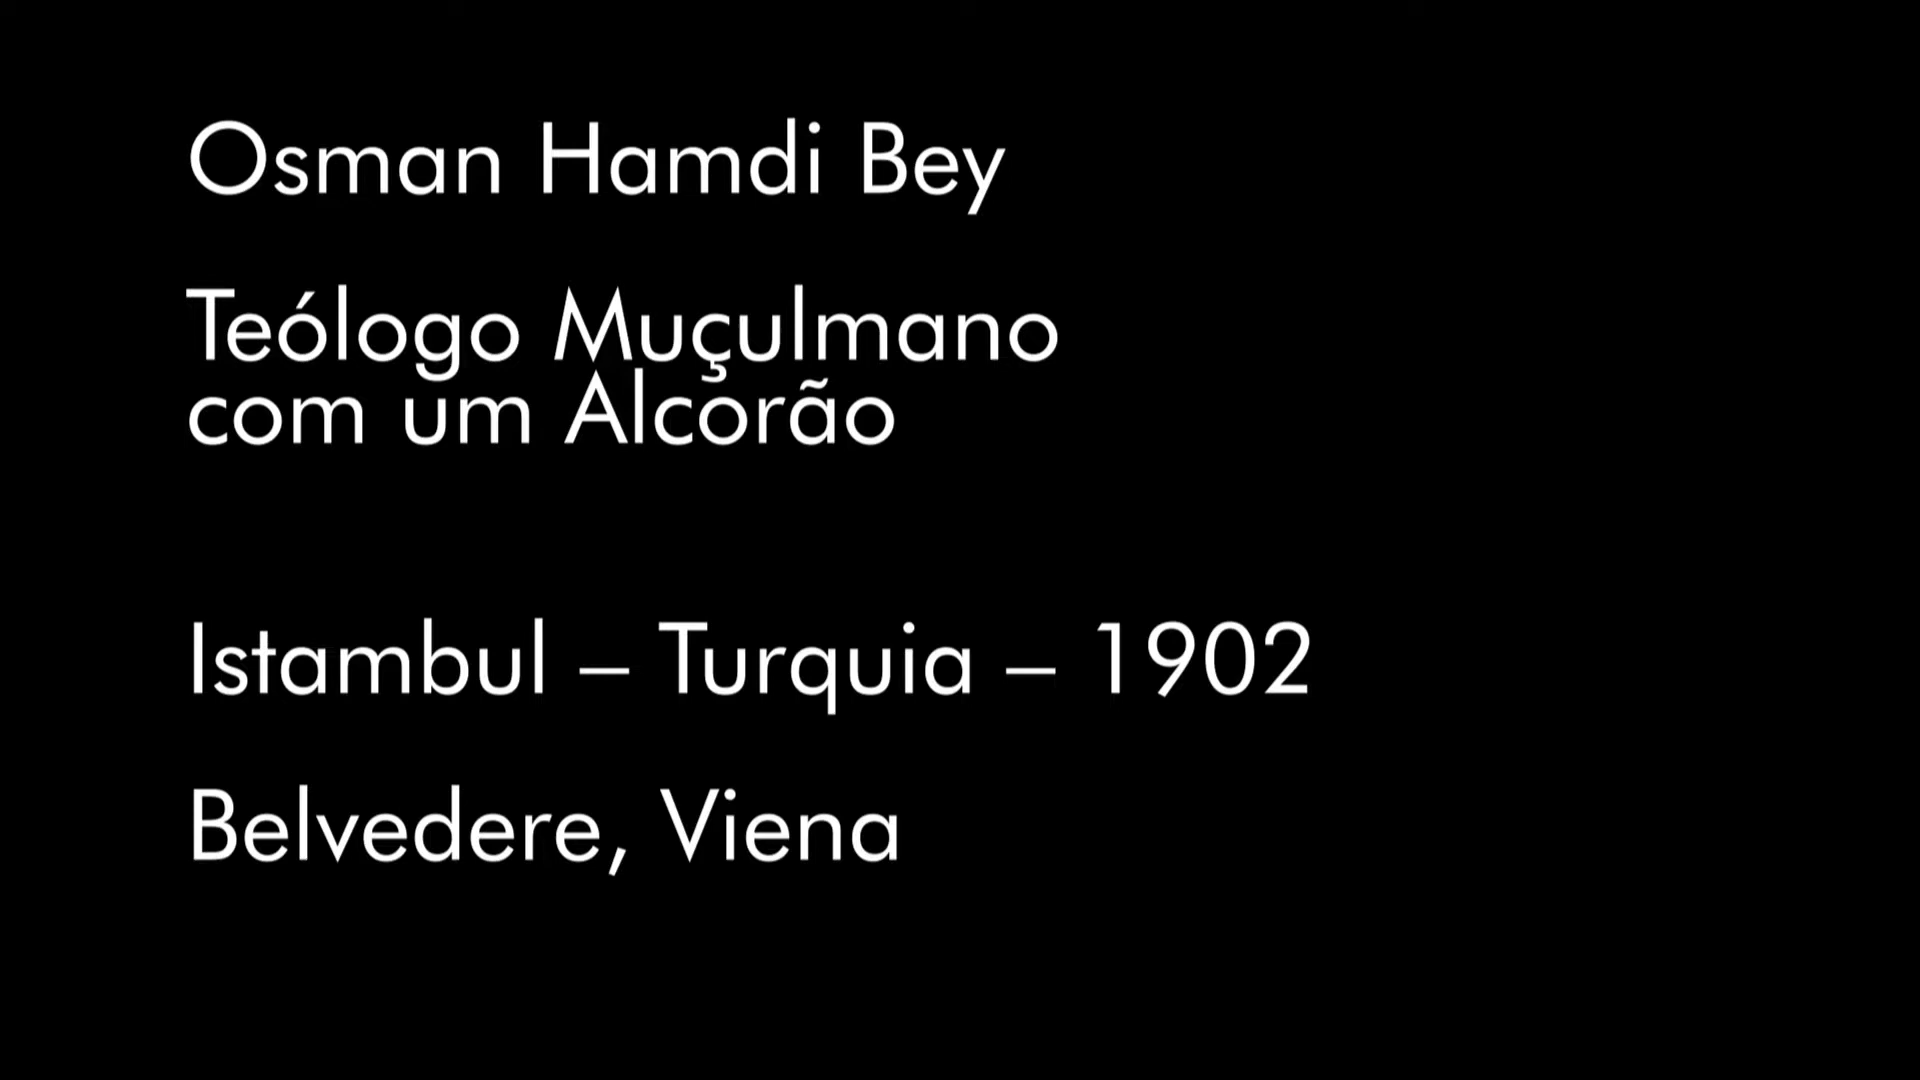 Osman Hamdi Bey
Teólogo Muçulmano
com um Alcorão
Istambul – Turquia – 1902
Belvedere, Viena